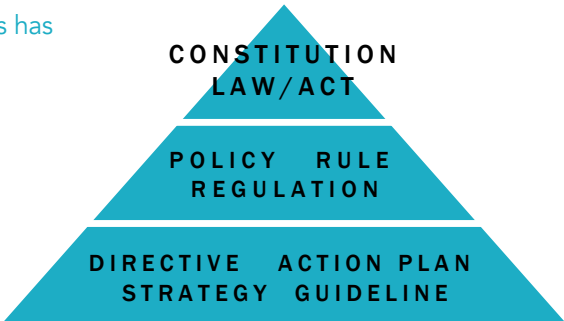 s has
CONSTITUTION
LAW/ACT
POLICY RULE
REGULATION
DIRECTIVE ACTION PLAN
STRATEGY GUIDELINE